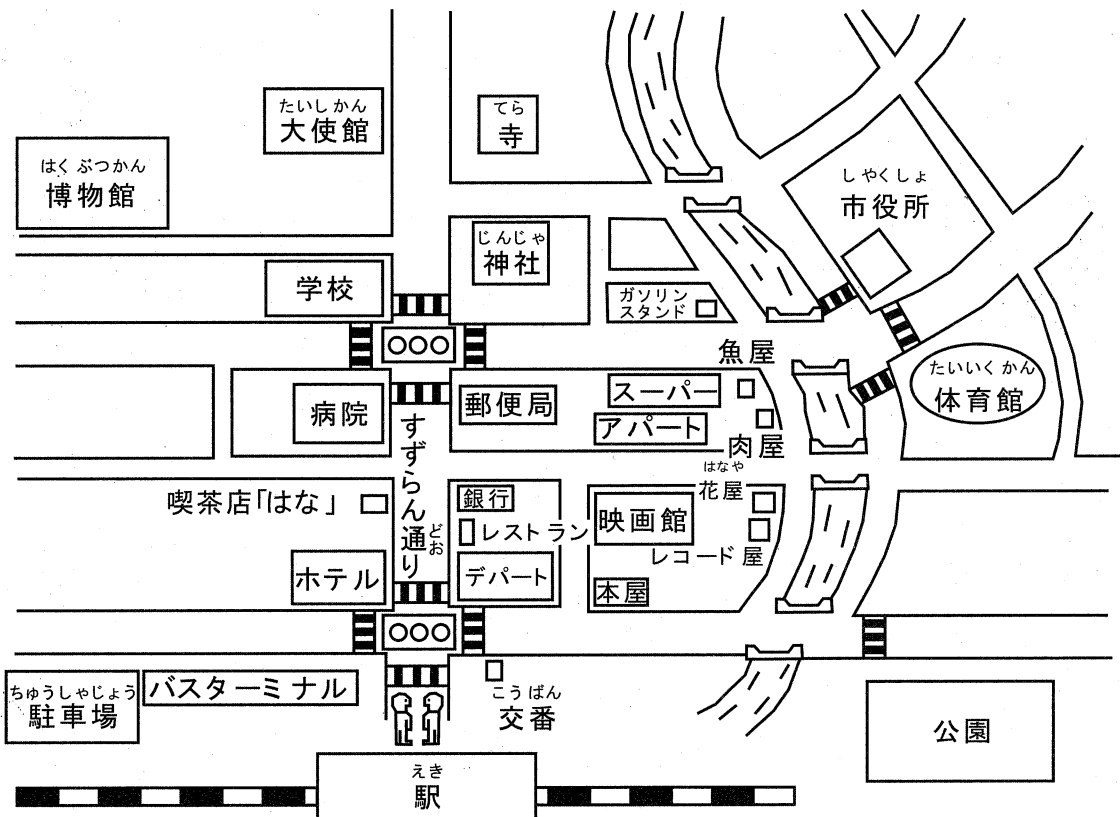 たいしかん
大使館
てら
寺
はくぶつかん
博物館
しやくしょ
市役所
じんじゃ
神社
学校
ガソリン
スタンド
魚屋
たいいくかん
体育館
病院
郵便局
スーパー
アパート
肉屋
すずらん通り
どお
はなや
花屋
喫茶店「はな」
銀行
レストラン
映画館
レコード屋
ホテル
デパート
本屋
ちゅうしゃじょう
駐車場
バスターミナル
こうばん
交番
公園
えき
駅